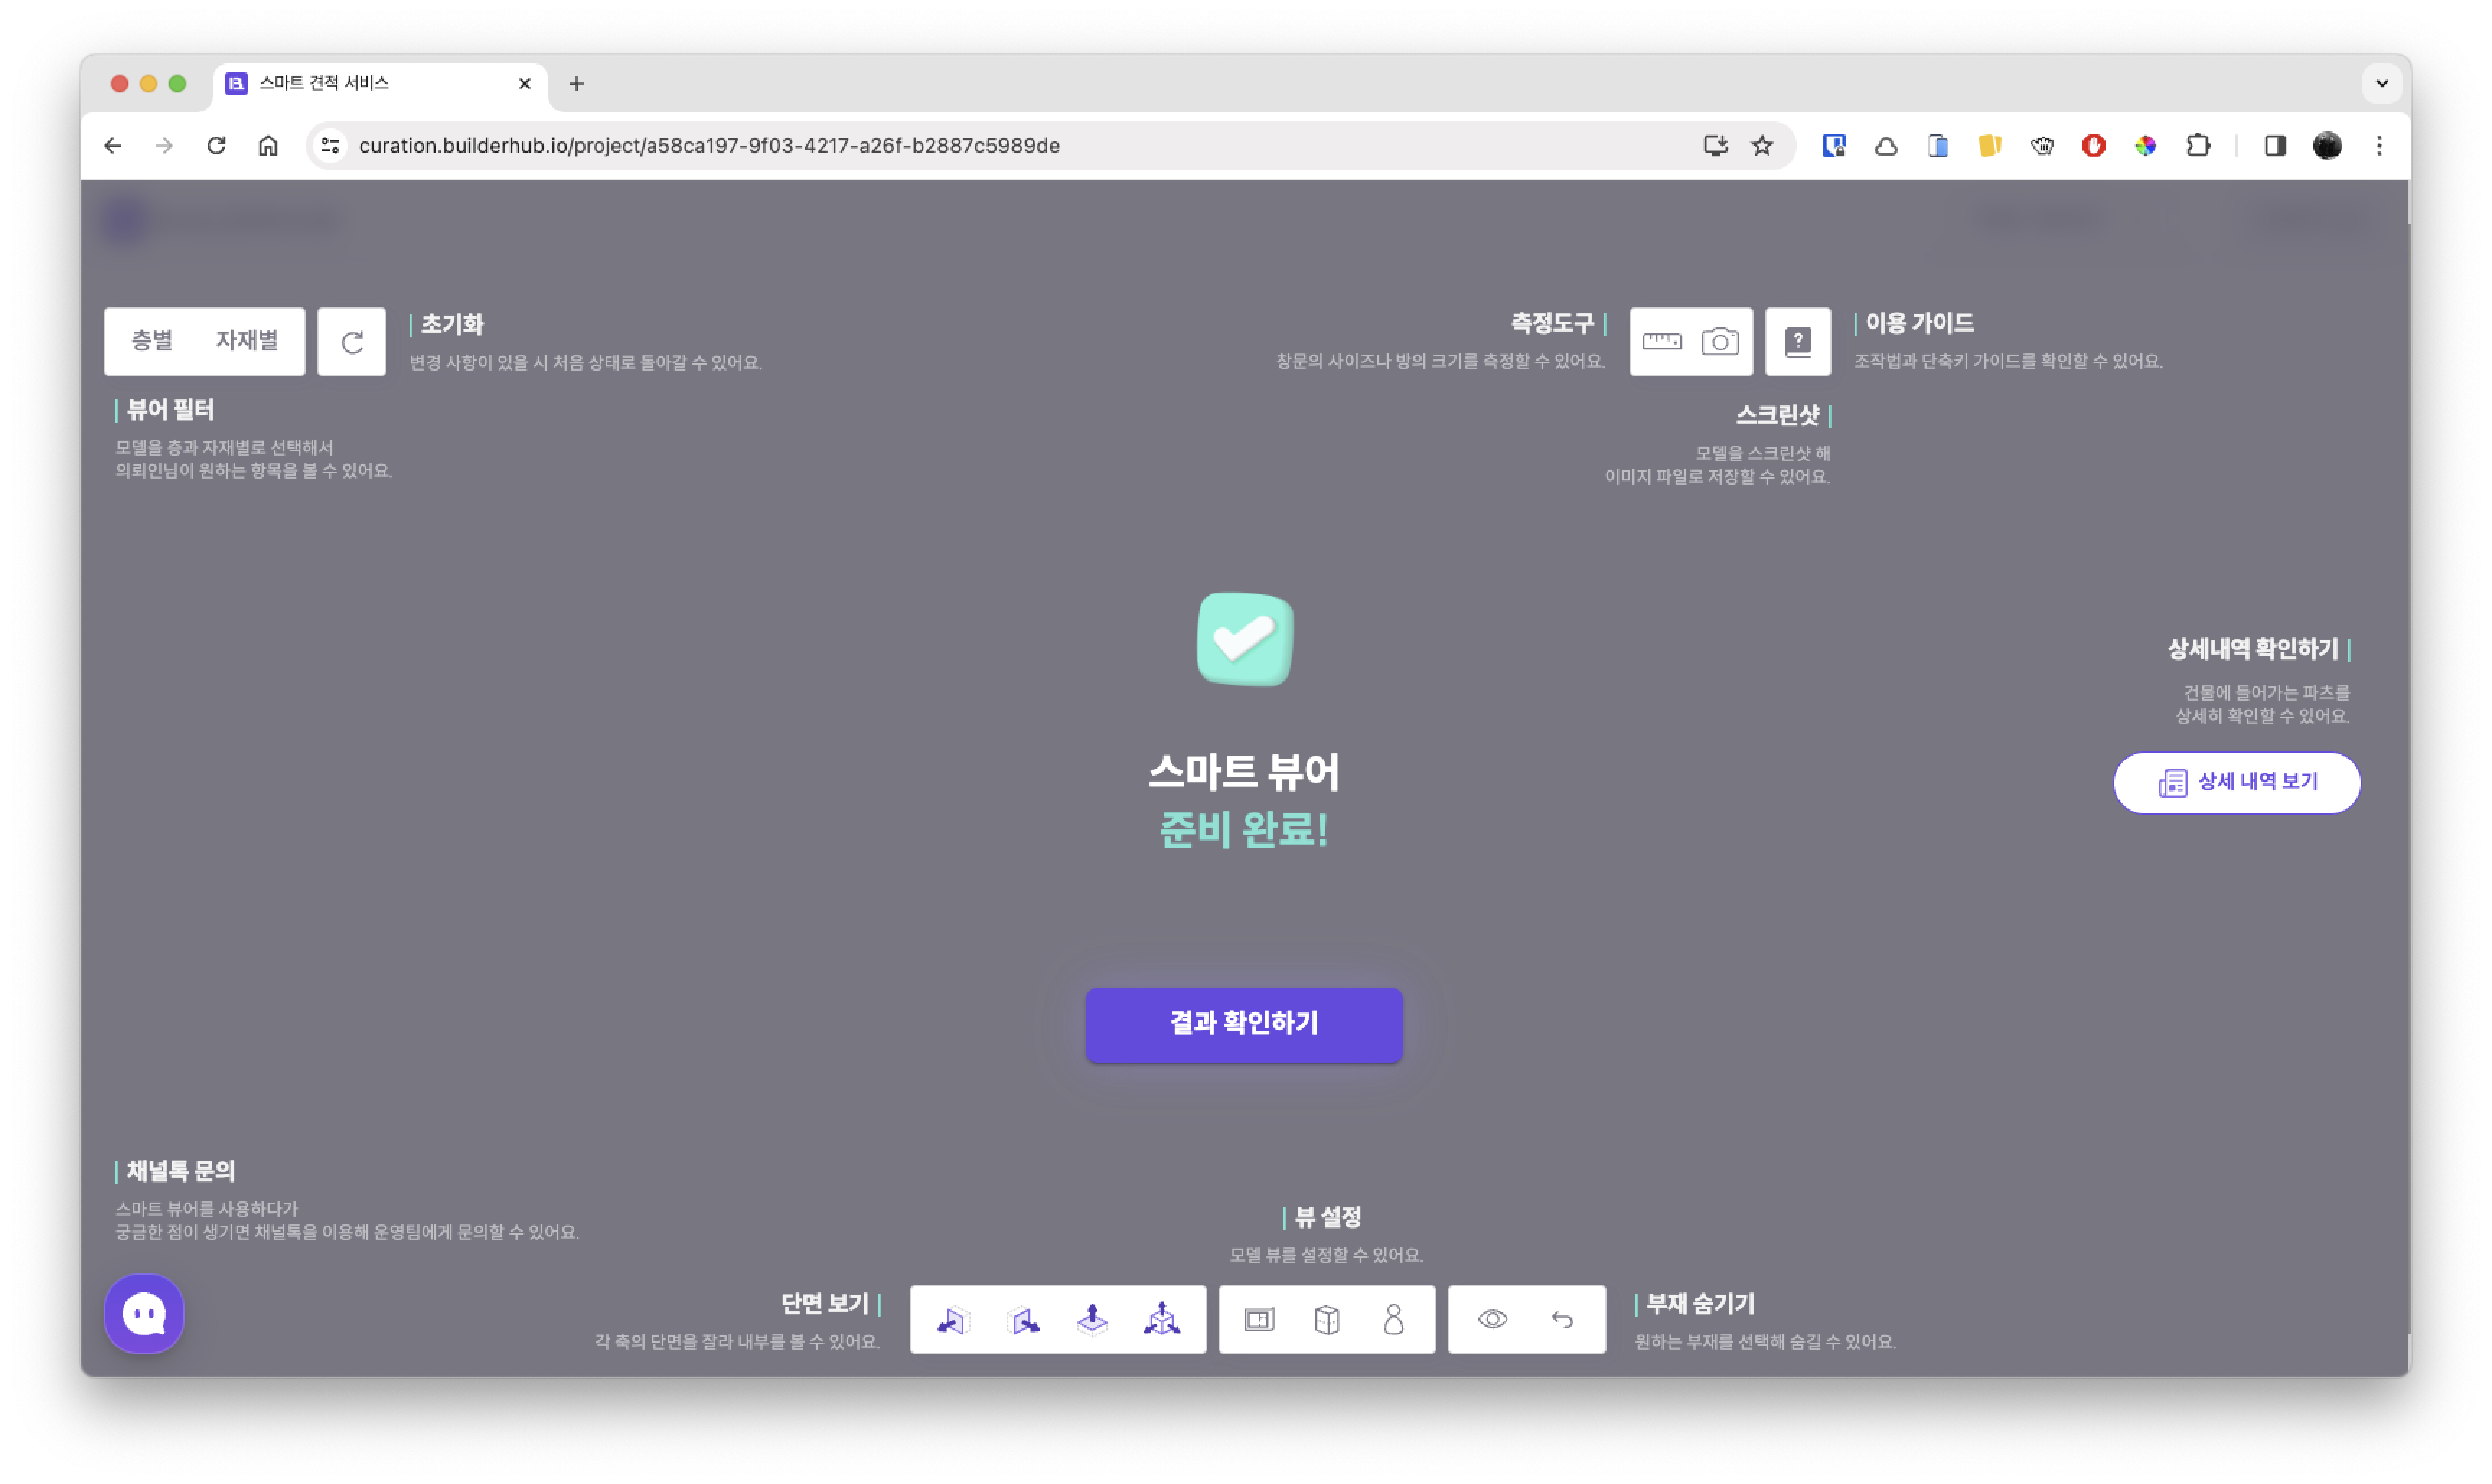 스마트 견적 서비스
curation.builderhub.io/project/a58ca197-9f03-4217-a26f-b2887c5989de
층별 자재별
초기화
변경 사항이 있을 시 처음 상태로 돌아갈 수 있어요.
뷰어 필터
모델을 층과 자재별로 선택해서
의뢰인님이 원하는 항목을 볼 수 있어요.
측정도구
창문의 사이즈나 방의 크기를 측정할 수 있어요.
이용 가이드
조작법과 단축키 가이드를 확인할 수 있어요.
스크린샷
모델을 스크린샷 해
이미지 파일로 저장할 수 있어요.
상세내역 확인하기
건물에 들어가는 파츠를
상세히 확인할 수 있어요.
상세 내역 보기
스마트 뷰어
준비 완료!
결과 확인하기
채널톡 문의
스마트 뷰어를 사용하다가
궁금한 점이 생기면 채널톡을 이용해 운영팀에게 문의할 수 있어요.
뷰 설정
모델 뷰를 설정할 수 있어요.
단면 보기
각 축의 단면을 잘라 내부를 볼 수 있어요.
부재 숨기기
원하는 부재를 선택해 숨길 수 있어요.